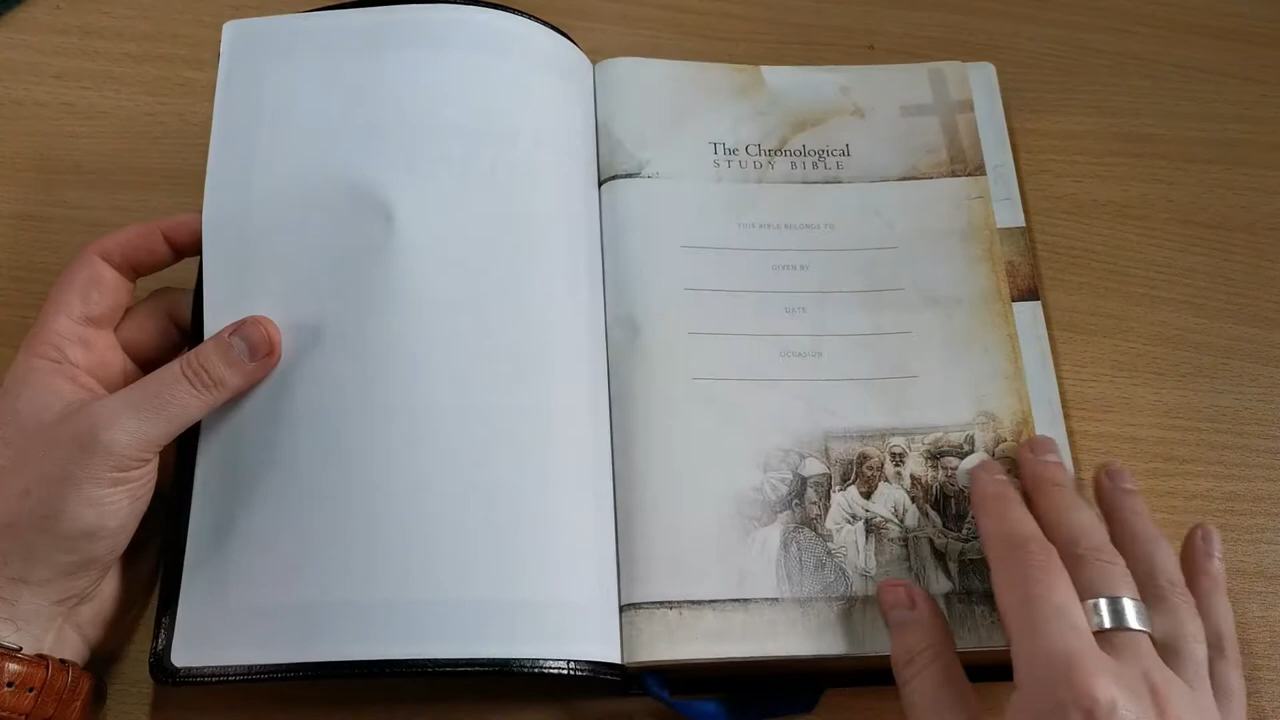 The Chronological
STUDY BIBLE
THIS BIBLE BELONGS TO
GIVEN BY
DATE
OCCASION